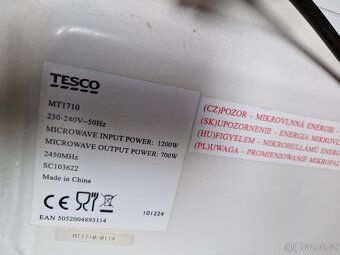 TESCO
MT1710
230-240V~50Hz
MICROWAVE INPUT POWER: 1200W
MICROWAVE OUTPUT POWER: 700W
2450MHz
SC103622
Made in China
CE
101224
EAN 5052004893114
MT1710/0114
(CZ)POZOR - MIKROVLNNÁ ENERGIE -
(SK)UPOZORNENIE - ENERGIA MIKROVL
(HU)FIGYELEM - MIKROHULLÁMÚ ENERG
(PL)UWAGA - PROMIENIOWANIE MIKROFAL